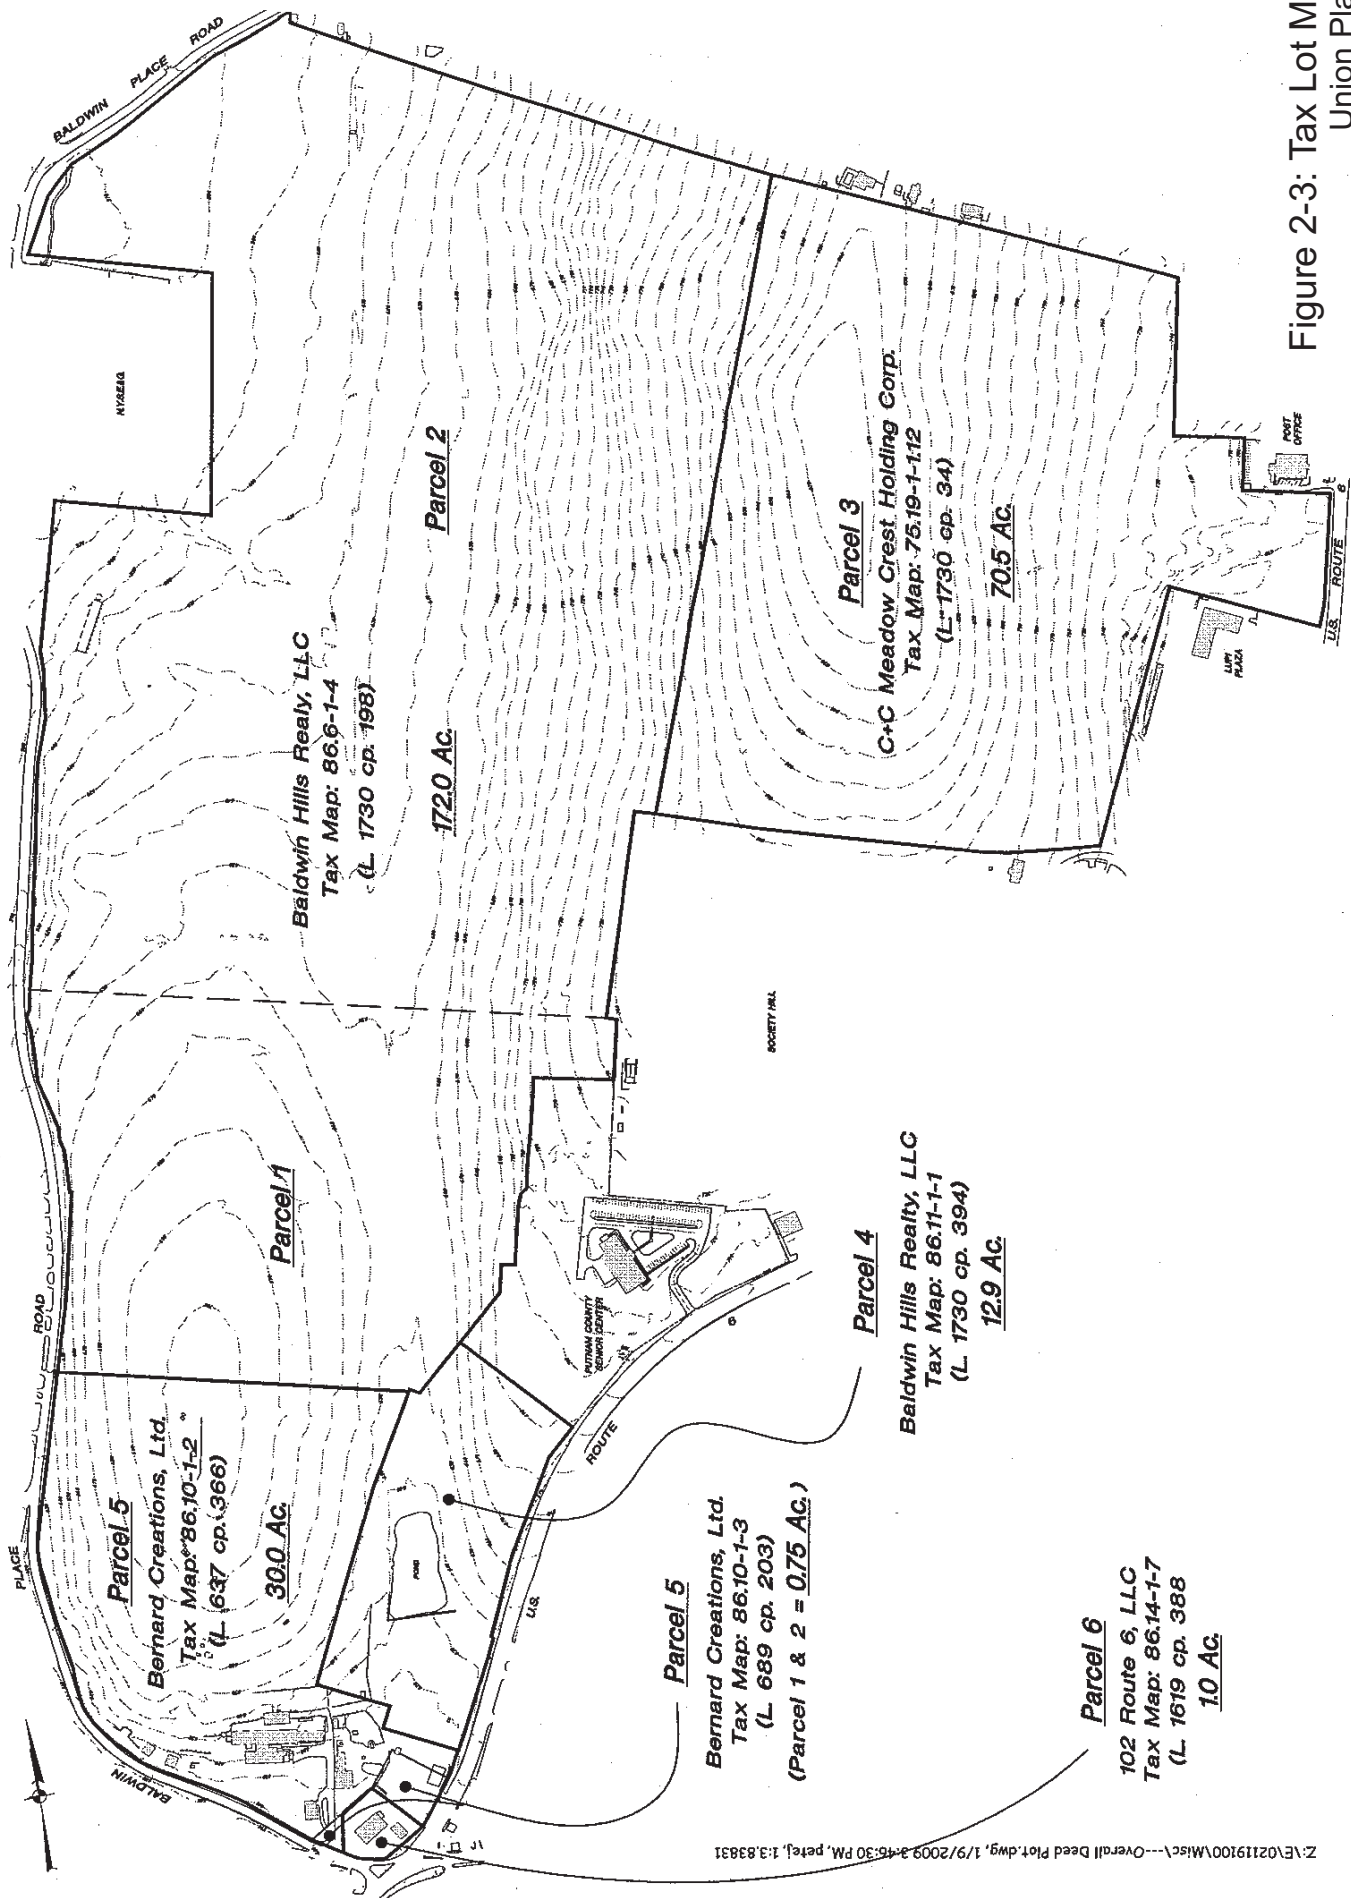 Figure 2-3: Tax Lot M
Union Pla
BALDWIN PLACE ROAD
NYSE&G
Parcel 2
Baldwin Hills Realy, LLC
Tax Map: 86.6-1-4
(L. 1730 cp. 198)
172.0 Ac.
Parcel 3
C+C Meadow Crest Holding Corp.
Tax Map: 75.19-1-1.12
(L. 1730 cp. 34)
70.5 Ac.
POST
OFFICE
LUPI
PLAZA
U.S. ROUTE 6
SOCIETY HILL
Parcel 1
PUTNAM COUNTY
SENIOR CENTER
U.S. ROUTE 6
BALDWIN PLACE ROAD
Parcel 5
Bernard Creations, Ltd.
Tax Map: 86.10-1-2
(L. 637 cp. 366)
30.0 Ac.
POND
Parcel 4
Baldwin Hills Realty, LLC
Tax Map: 86.11-1-1
(L. 1730 cp. 394)
12.9 Ac.
Parcel 5
Bernard Creations, Ltd.
Tax Map: 86.10-1-3
(L. 689 cp. 203)
(Parcel 1 & 2 = 0.75 Ac.)
Parcel 6
102 Route 6, LLC
Tax Map: 86.14-1-7
(L. 1619 cp. 388
1.0 Ac.
Z:\E\02119100\Misc\---Overall Deed Plot.dwg, 1/9/2009 3:46:30 PM, petej, 1:3.83831